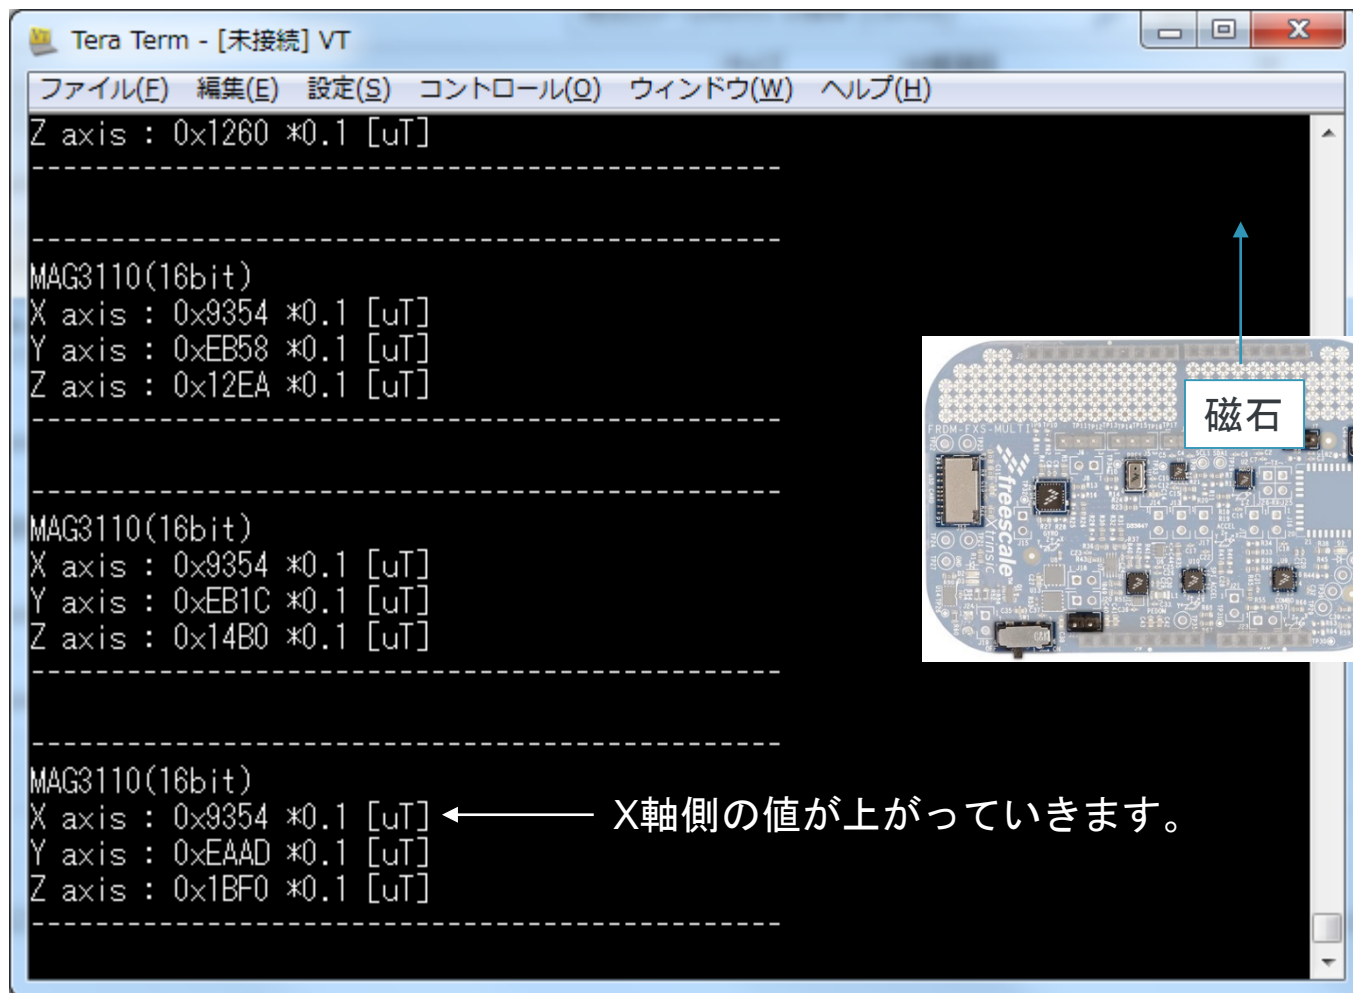 Tera Term - [未接続] VT
ファイル(F) 編集(E) 設定(S) コントロール(O) ウィンドウ(W) ヘルプ(H)
Z axis : 0x1260 *0.1 [uT]
-----------------------------------------------
-----------------------------------------------
MAG3110(16bit)
X axis : 0x9354 *0.1 [uT]
Y axis : 0xEB58 *0.1 [uT]
Z axis : 0x12EA *0.1 [uT]
-----------------------------------------------
磁石
FRDM-FXS-MULTI
freescale™
Xtrinsic
-----------------------------------------------
MAG3110(16bit)
X axis : 0x9354 *0.1 [uT]
Y axis : 0xEB1C *0.1 [uT]
Z axis : 0x14B0 *0.1 [uT]
-----------------------------------------------
-----------------------------------------------
MAG3110(16bit)
X axis : 0x9354 *0.1 [uT]
X軸側の値が上がっていきます。
Y axis : 0xEAAD *0.1 [uT]
Z axis : 0x1BF0 *0.1 [uT]
-----------------------------------------------